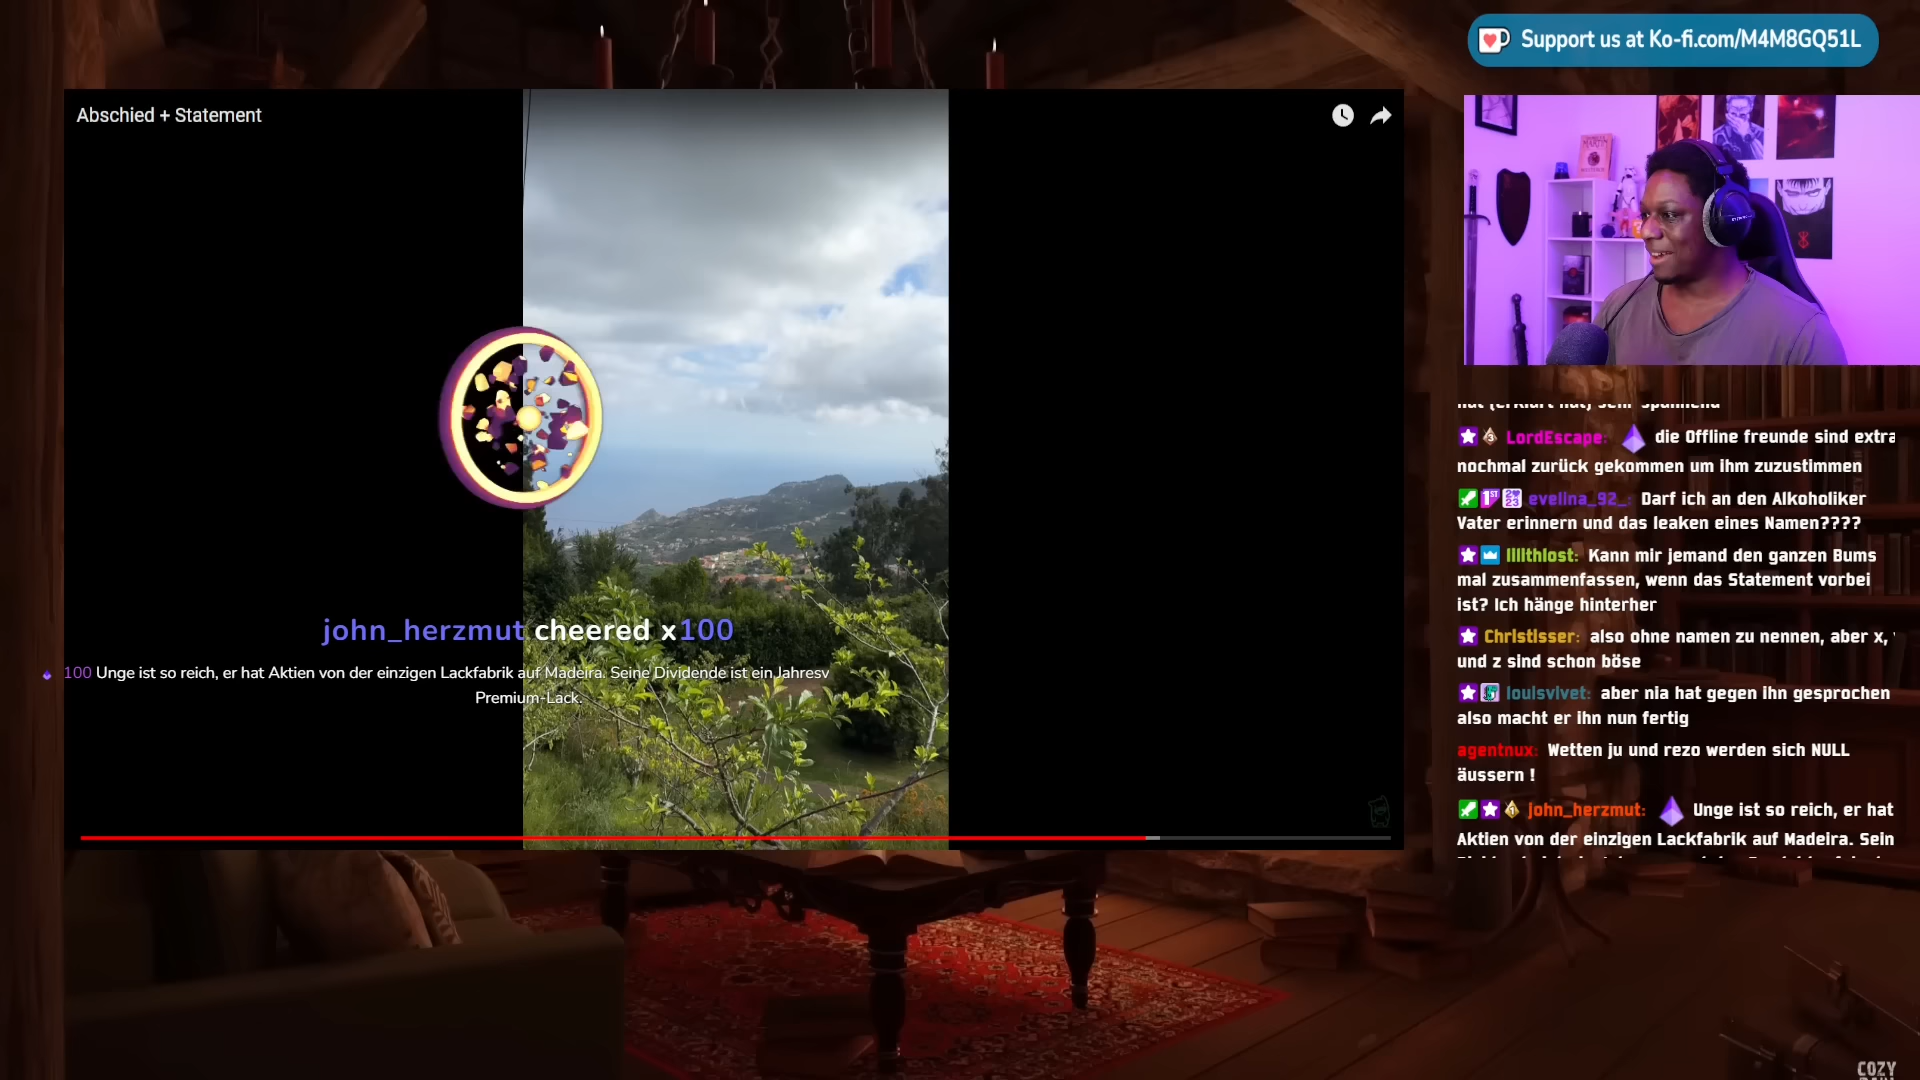 Support us at Ko-fi.com/M4M8GQ51L
Abschied + Statement
john_herzmut cheered x100
100 Unge ist so reich, er hat Aktien von der einzigen Lackfabrik auf Madeira. Seine Dividende ist ein Jahresv
Premium-Lack.
LordEscape: die Offline freunde sind extra
nochmal zurück gekommen um ihm zuzustimmen
evelina_92_: Darf ich an den Alkoholiker
Vater erinnern und das leaken eines Namen????
lilithlost: Kann mir jemand den ganzen Bums
mal zusammenfassen, wenn das Statement vorbei
ist? Ich hänge hinterher
Christisser: also ohne namen zu nennen, aber x,
und z sind schon böse
louisvivet: aber nia hat gegen ihn gesprochen
also macht er ihn nun fertig
agentnux: Wetten ju und rezo werden sich NULL
äussern !
john_herzmut: Unge ist so reich, er hat
Aktien von der einzigen Lackfabrik auf Madeira. Sein
COZY